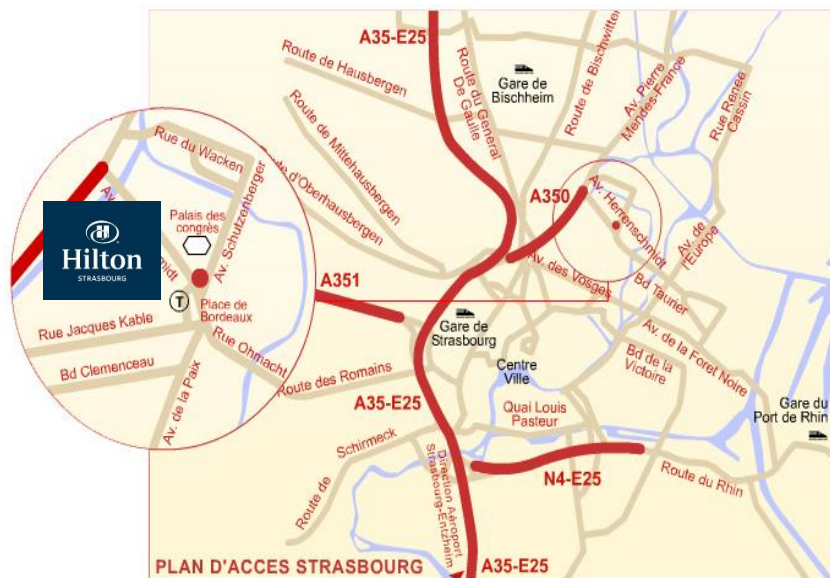 A35-E25
Route de Hausbergen
Route du General
De Gaulle
Gare de
Bischheim
Route de Bischwitter
Av. Pierre
Mendes-France
Rue Renee
Cassin
Route de Mittehausbergen
Route d'Oberhausbergen
A350
Av. Herrenschmidt
Av. de
l'Europe
Av. des Vosges
Bd Taurier
A351
Gare de
Strasbourg
Centre
Ville
Bd de la
Victoire
Av. de la Foret Noire
Route des Romains
A35-E25
Quai Louis
Pasteur
Gare du
Port de Rhin
Route de Schirmeck
Direction Aéroport
Strasbourg-Entzheim
N4-E25
Route du Rhin
PLAN D'ACCES STRASBOURG
A35-E25
Rue du Wacken
Av. Schutzenberger
Palais des
congrès
Hilton
STRASBOURG
T
Place de
Bordeaux
Rue Jacques Kable
Rue Ohmacht
Bd Clemenceau
Av. de la Paix